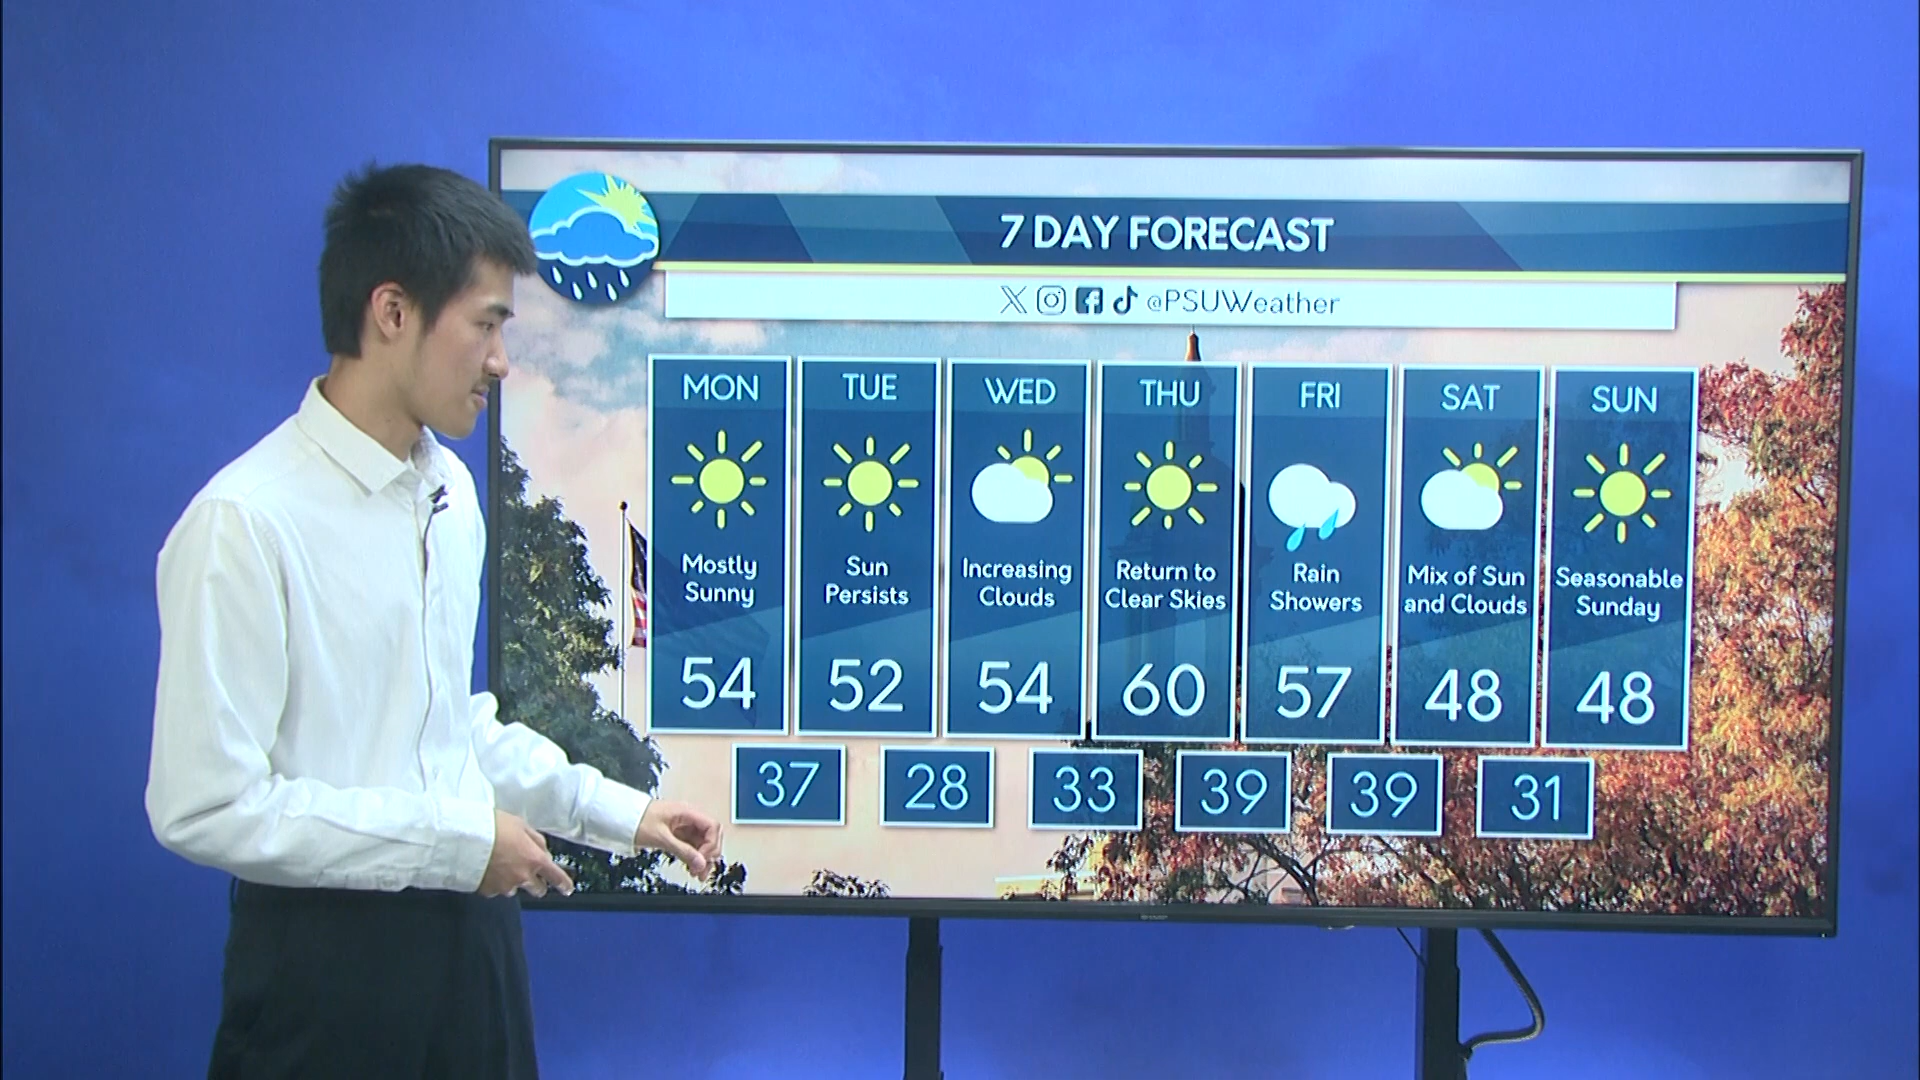 7 DAY FORECAST
@PSUWeather
MON
Mostly
Sunny
54
TUE
Sun
Persists
52
WED
Increasing
Clouds
54
THU
Return to
Clear Skies
60
FRI
Rain
Showers
57
SAT
Mix of Sun
and Clouds
48
SUN
Seasonable
Sunday
48
37
28
33
39
39
31